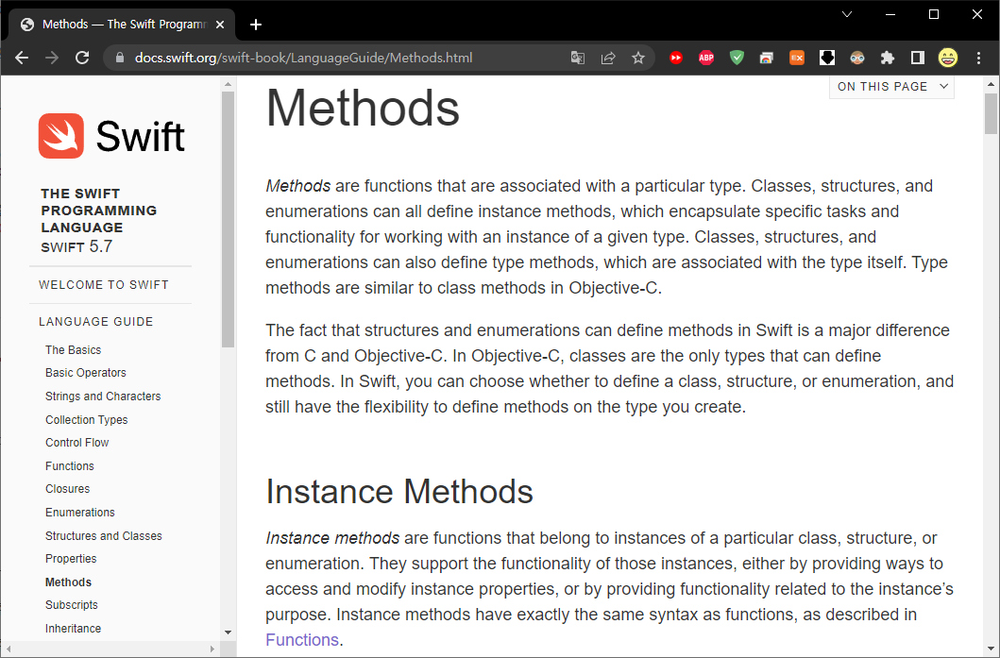 Methods — The Swift Programm
docs.swift.org/swift-book/LanguageGuide/Methods.html
ABP
EX
Swift
THE SWIFT
PROGRAMMING
LANGUAGE
SWIFT 5.7
WELCOME TO SWIFT
LANGUAGE GUIDE
The Basics
Basic Operators
Strings and Characters
Collection Types
Control Flow
Functions
Closures
Enumerations
Structures and Classes
Properties
Methods
Subscripts
Inheritance
ON THIS PAGE
Methods
Methods are functions that are associated with a particular type. Classes, structures, and
enumerations can all define instance methods, which encapsulate specific tasks and
functionality for working with an instance of a given type. Classes, structures, and
enumerations can also define type methods, which are associated with the type itself. Type
methods are similar to class methods in Objective-C.
The fact that structures and enumerations can define methods in Swift is a major difference
from C and Objective-C. In Objective-C, classes are the only types that can define
methods. In Swift, you can choose whether to define a class, structure, or enumeration, and
still have the flexibility to define methods on the type you create.
Instance Methods
Instance methods are functions that belong to instances of a particular class, structure, or
enumeration. They support the functionality of those instances, either by providing ways to
access and modify instance properties, or by providing functionality related to the instance’s
purpose. Instance methods have exactly the same syntax as functions, as described in
Functions.